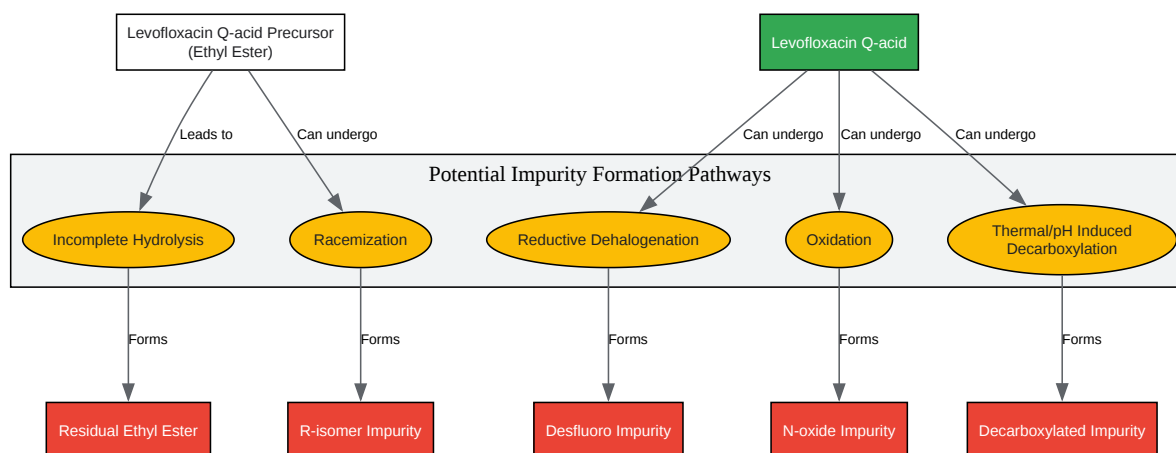 Levofloxacin Q-acid Precursor
(Ethyl Ester)
Levofloxacin Q-acid
Leads to
Can undergo
Can undergo
Can undergo
Can undergo
Potential Impurity Formation Pathways
Incomplete Hydrolysis
Racemization
Reductive Dehalogenation
Oxidation
Thermal/pH Induced
Decarboxylation
Forms
Forms
Forms
Forms
Forms
Residual Ethyl Ester
R-isomer Impurity
Desfluoro Impurity
N-oxide Impurity
Decarboxylated Impurity